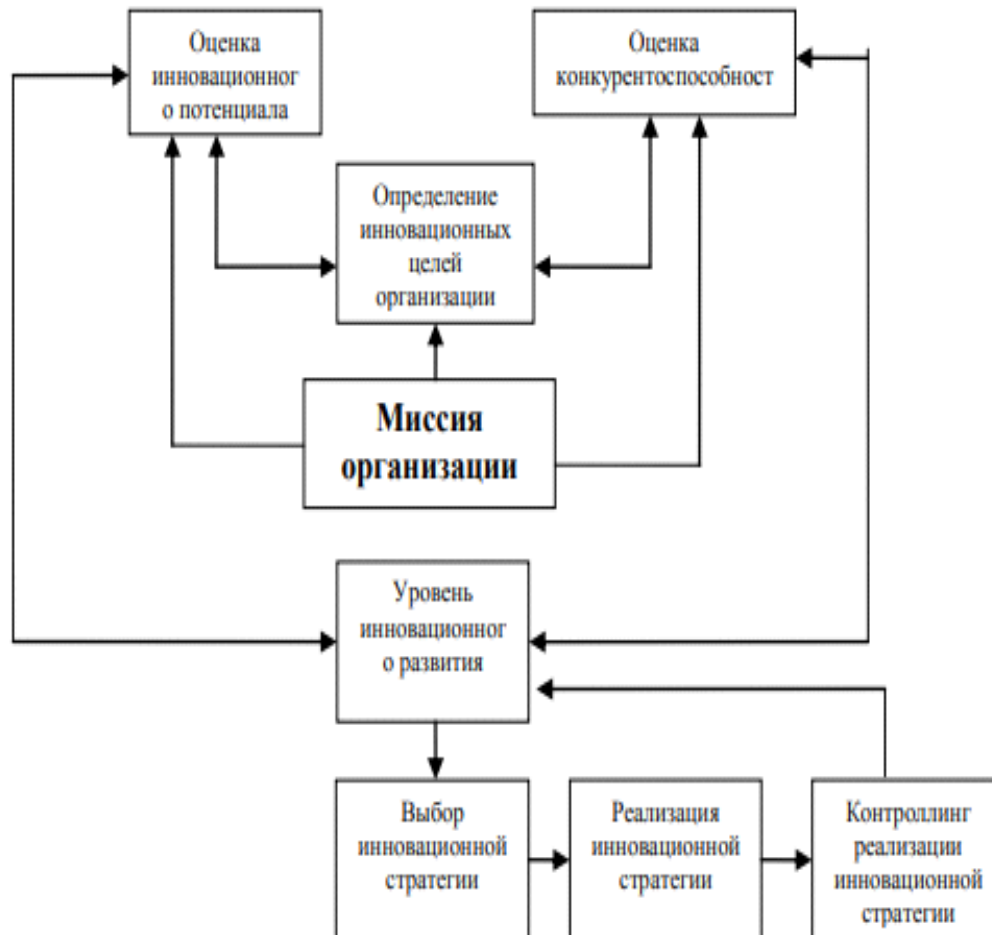 Оценка
инновационног
о потенциала
Оценка
конкурентоспособност
Определение
инновационных
целей
организации
Миссия
организации
Уровень
инновационног
о развития
Выбор
инновационной
стратегии
Реализация
инновационной
стратегии
Контроллинг
реализации
инновационной
стратегии